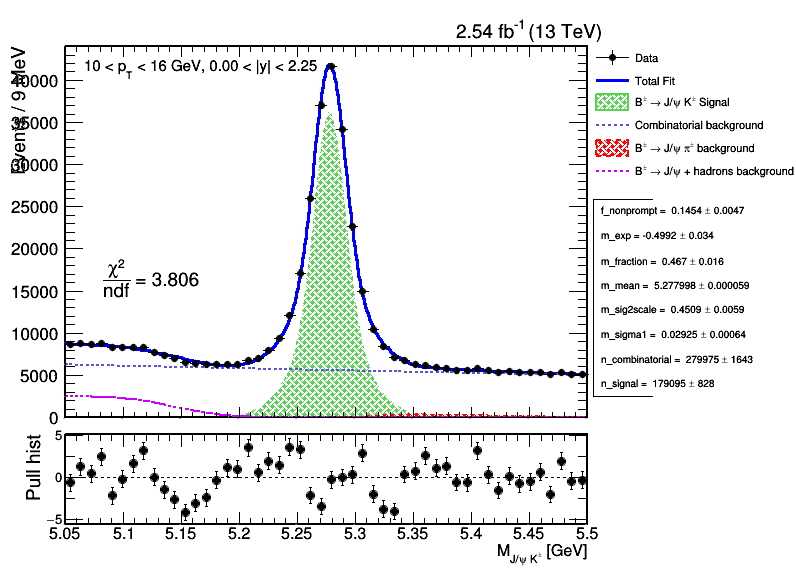 2.54 fb⁻¹ (13 TeV)
10 < p_T < 16 GeV, 0.00 < |y| < 2.25
Events / 9 MeV
40000
35000
30000
25000
20000
15000
10000
5000
0
χ²/ndf = 3.806
Data
Total Fit
B± → J/ψ K± Signal
Combinatorial background
B± → J/ψ π± background
B± → J/ψ + hadrons background
f_nonprompt = 0.1454 ± 0.0047
m_exp = -0.4992 ± 0.034
m_fraction = 0.467 ± 0.016
m_mean = 5.277998 ± 0.000059
m_sig2scale = 0.4509 ± 0.0059
m_sigma1 = 0.02925 ± 0.00064
n_combinatorial = 279975 ± 1643
n_signal = 179095 ± 828
Pull hist
5
0
−5
5.05 5.1 5.15 5.2 5.25 5.3 5.35 5.4 5.45 5.5
M_J/ψ K± [GeV]